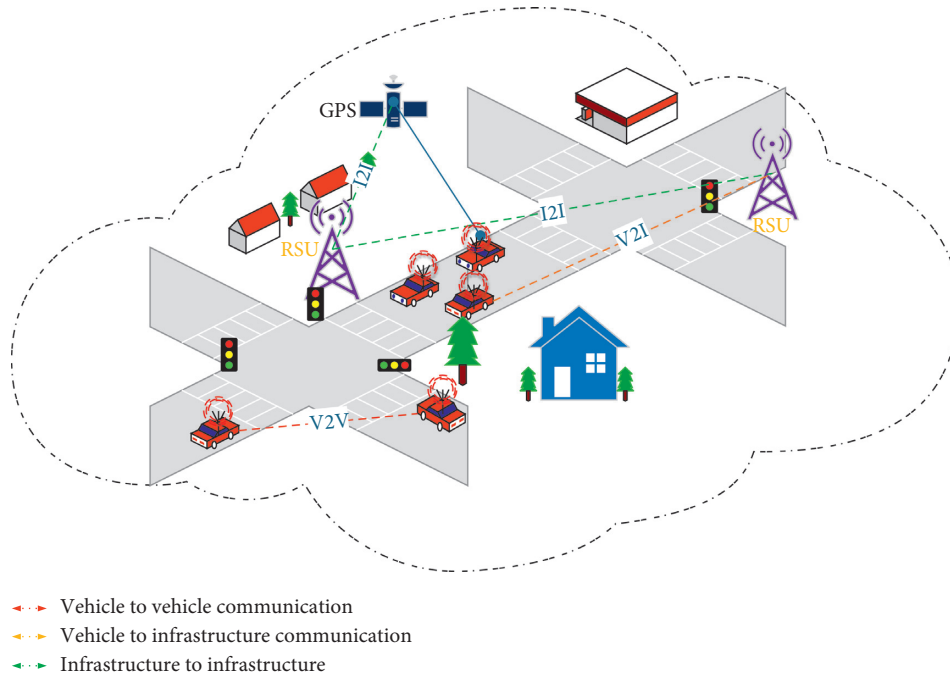 GPS
I2I
RSU
I2I
RSU
V2I
V2V
Vehicle to vehicle communication
Vehicle to infrastructure communication
Infrastructure to infrastructure